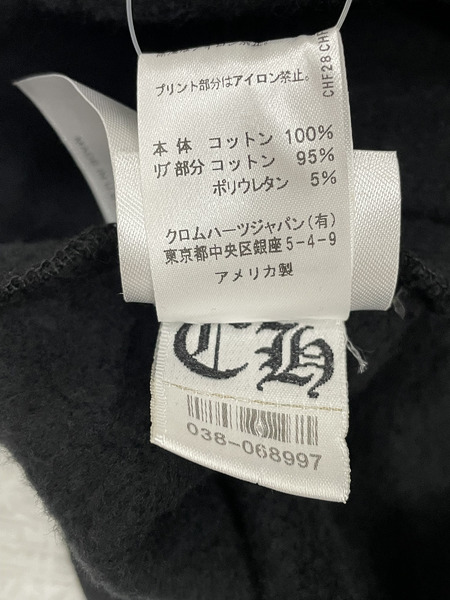 プリント部分はアイロン禁止。
本体 コットン 100%
リブ部分 コットン 95%
ポリウレタン 5%
クロムハーツジャパン(有)
東京都中央区銀座5-4-9
アメリカ製
CHF28 CH
038-068997